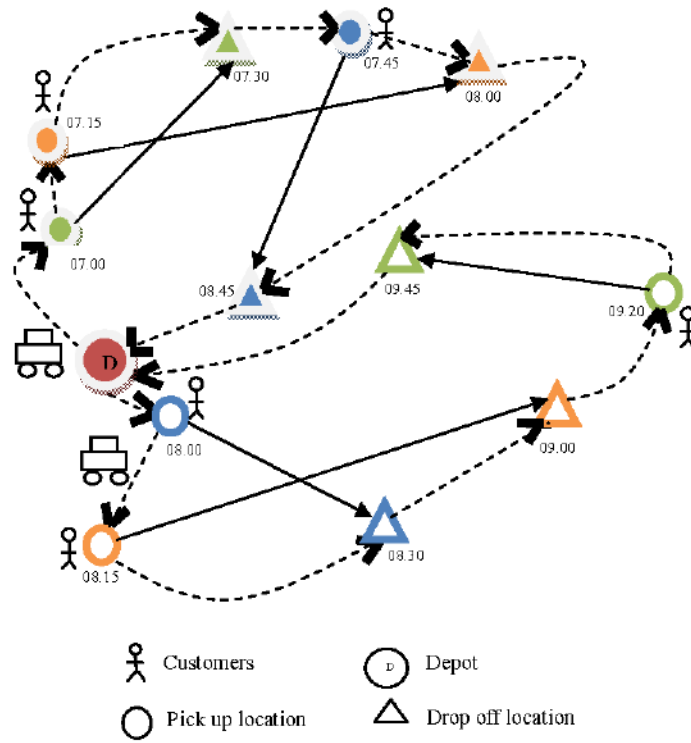 07.45
07.30
08.00
07.15
07.00
08.45
09.45
09.20
D
08.00
09.00
08.15
08.30
Customers
D
Depot
Pick up location
Drop off location